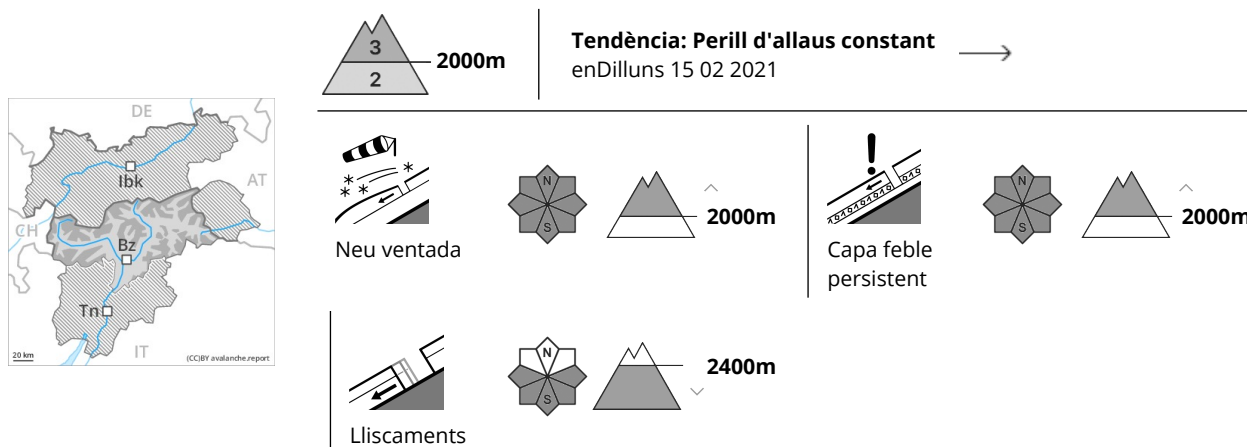 3
2
2000m
Tendència: Perill d'allaus constant
enDilluns 15 02 2021
DE
Ibk
AT
CH
Bz
Tn
IT
20 km
(CC)BY avalanche.report
N
S
2000m
Neu ventada
N
S
2000m
Capa feble
persistent
N
S
2400m
Lliscaments